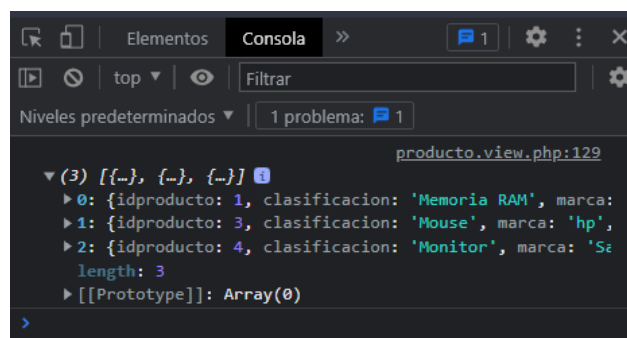 Elementos Consola » 1
top ▼ Filtrar
Niveles predeterminados ▼ 1 problema: 1
producto.view.php:129
▼(3) [{…}, {…}, {…}] i
▶0: {idproducto: 1, clasificacion: 'Memoria RAM', marca:
▶1: {idproducto: 3, clasificacion: 'Mouse', marca: 'hp',
▶2: {idproducto: 4, clasificacion: 'Monitor', marca: 'Sa
length: 3
▶[[Prototype]]: Array(0)
>